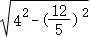 √(4² - (12/5)²)